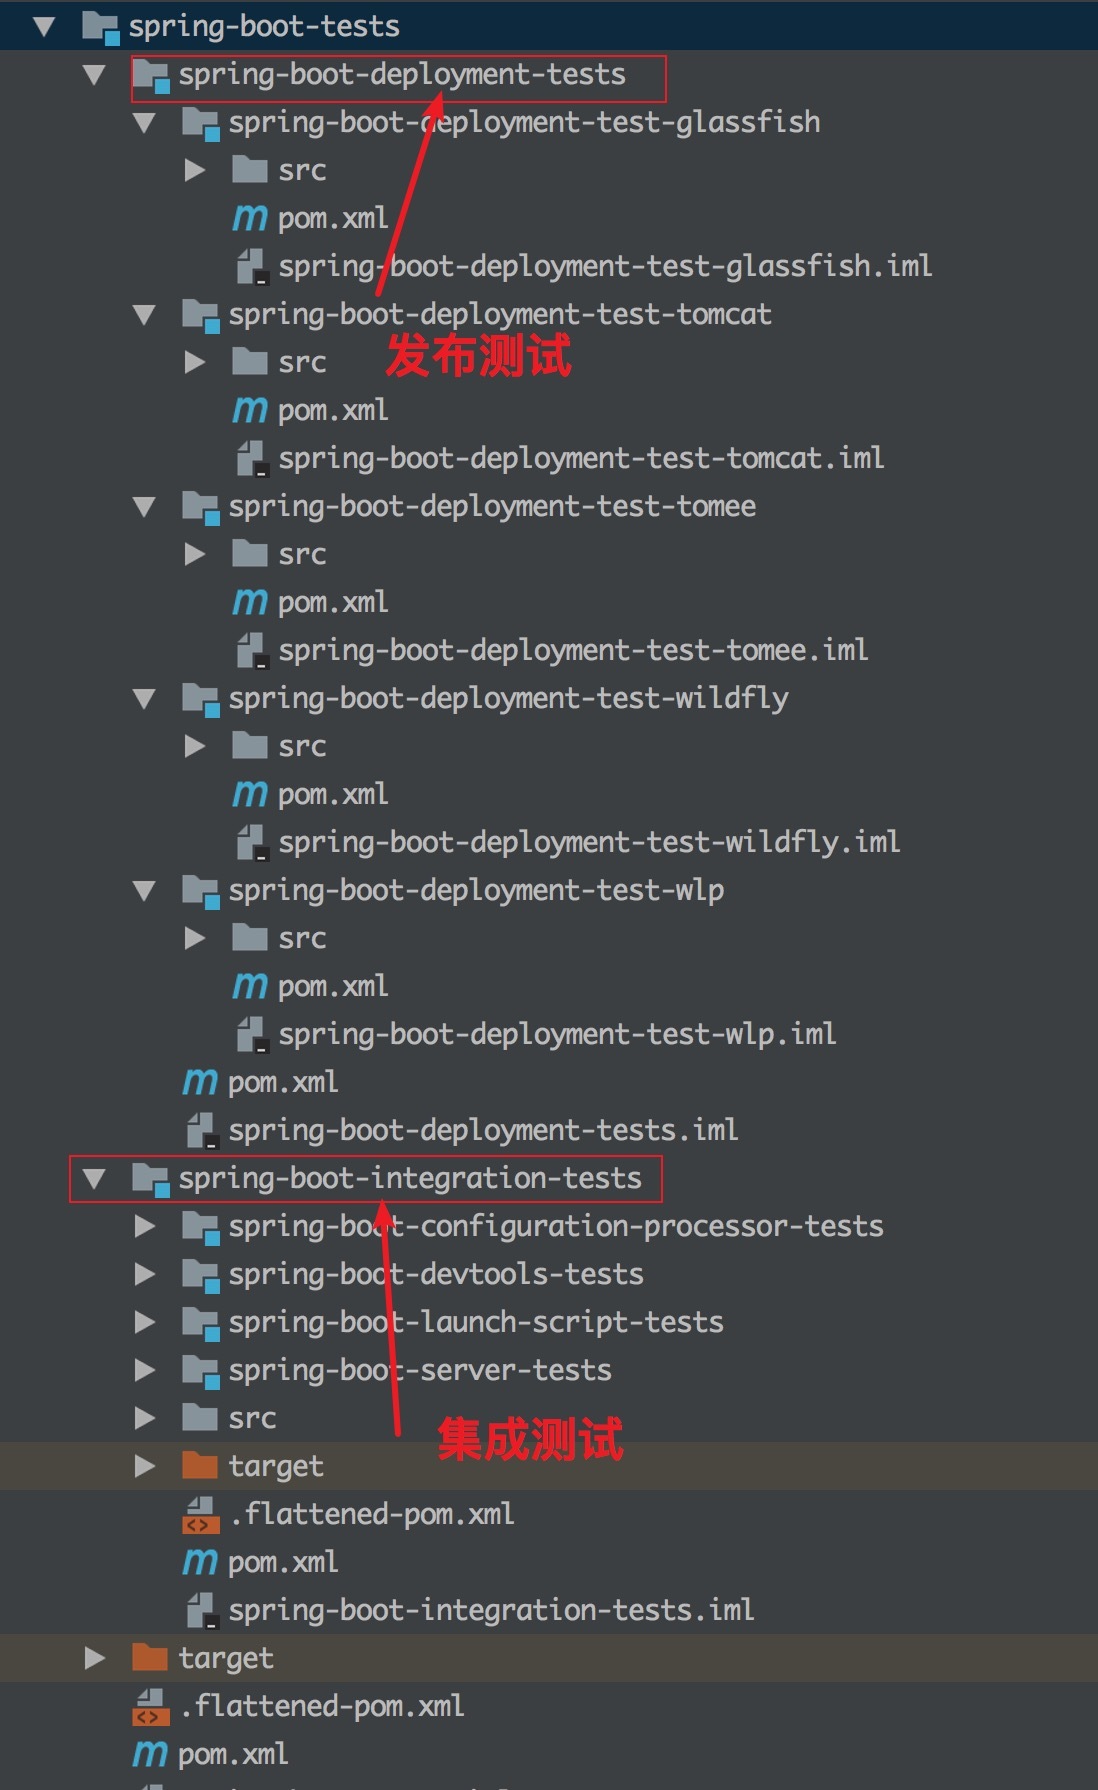 spring-boot-tests
spring-boot-deployment-tests
spring-boot-deployment-test-glassfish
src
pom.xml
spring-boot-deployment-test-glassfish.iml
spring-boot-deployment-test-tomcat
发布测试
src
pom.xml
spring-boot-deployment-test-tomcat.iml
spring-boot-deployment-test-tomee
src
pom.xml
spring-boot-deployment-test-tomee.iml
spring-boot-deployment-test-wildfly
src
pom.xml
spring-boot-deployment-test-wildfly.iml
spring-boot-deployment-test-wlp
src
pom.xml
spring-boot-deployment-test-wlp.iml
pom.xml
spring-boot-deployment-tests.iml
spring-boot-integration-tests
spring-boot-configuration-processor-tests
spring-boot-devtools-tests
spring-boot-launch-script-tests
spring-boot-server-tests
src
集成测试
target
.flattened-pom.xml
pom.xml
spring-boot-integration-tests.iml
target
.flattened-pom.xml
pom.xml